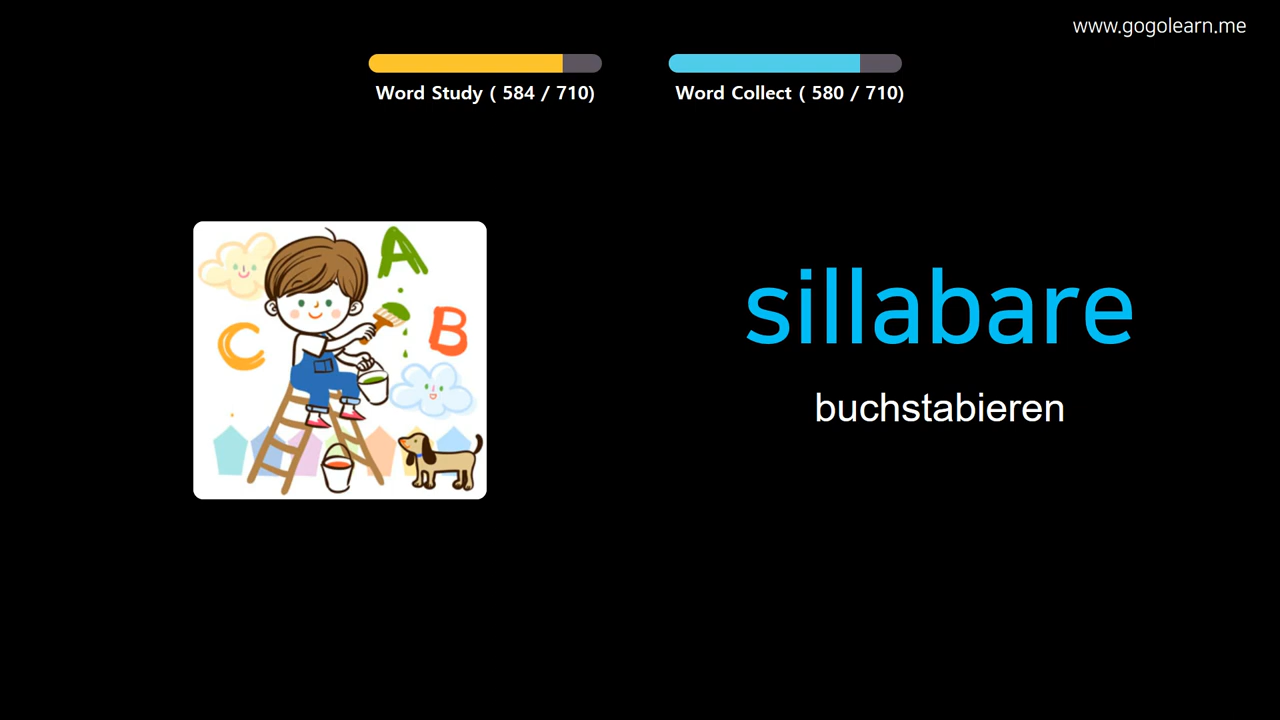 www.gogolearn.me
Word Study ( 584 / 710)
Word Collect ( 580 / 710)
A
B
C
sillabare
buchstabieren